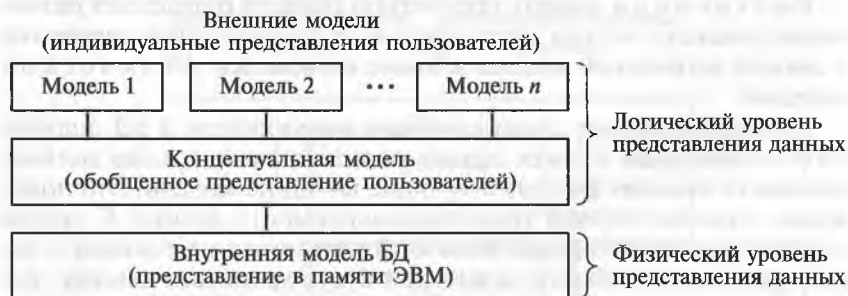 Внешние модели
(индивидуальные представления пользователей)
Модель 1
Модель 2
...
Модель n
Логический уровень
представления данных
Концептуальная модель
(обобщенное представление пользователей)
Внутренняя модель БД
(представление в памяти ЭВМ)
Физический уровень
представления данных